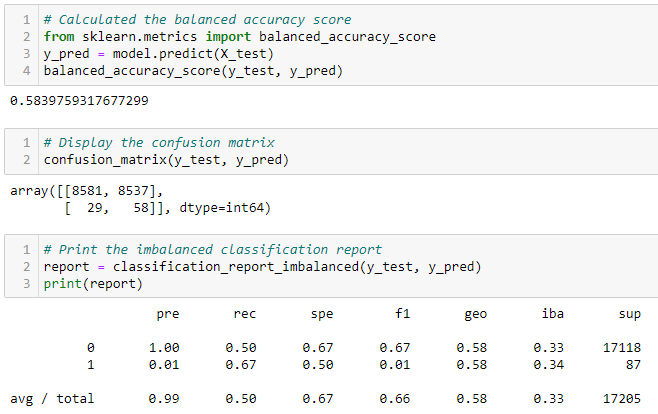 1 # Calculated the balanced accuracy score
2 from sklearn.metrics import balanced_accuracy_score
3 y_pred = model.predict(X_test)
4 balanced_accuracy_score(y_test, y_pred)
0.5839759317677299
1 # Display the confusion matrix
2 confusion_matrix(y_test, y_pred)
array([[8581, 8537],
       [  29,   58]], dtype=int64)
1 # Print the imbalanced classification report
2 report = classification_report_imbalanced(y_test, y_pred)
3 print(report)
pre rec spe f1 geo iba sup
0 1.00 0.50 0.67 0.67 0.58 0.33 17118
1 0.01 0.67 0.50 0.01 0.58 0.34 87
avg / total 0.99 0.50 0.67 0.66 0.58 0.33 17205